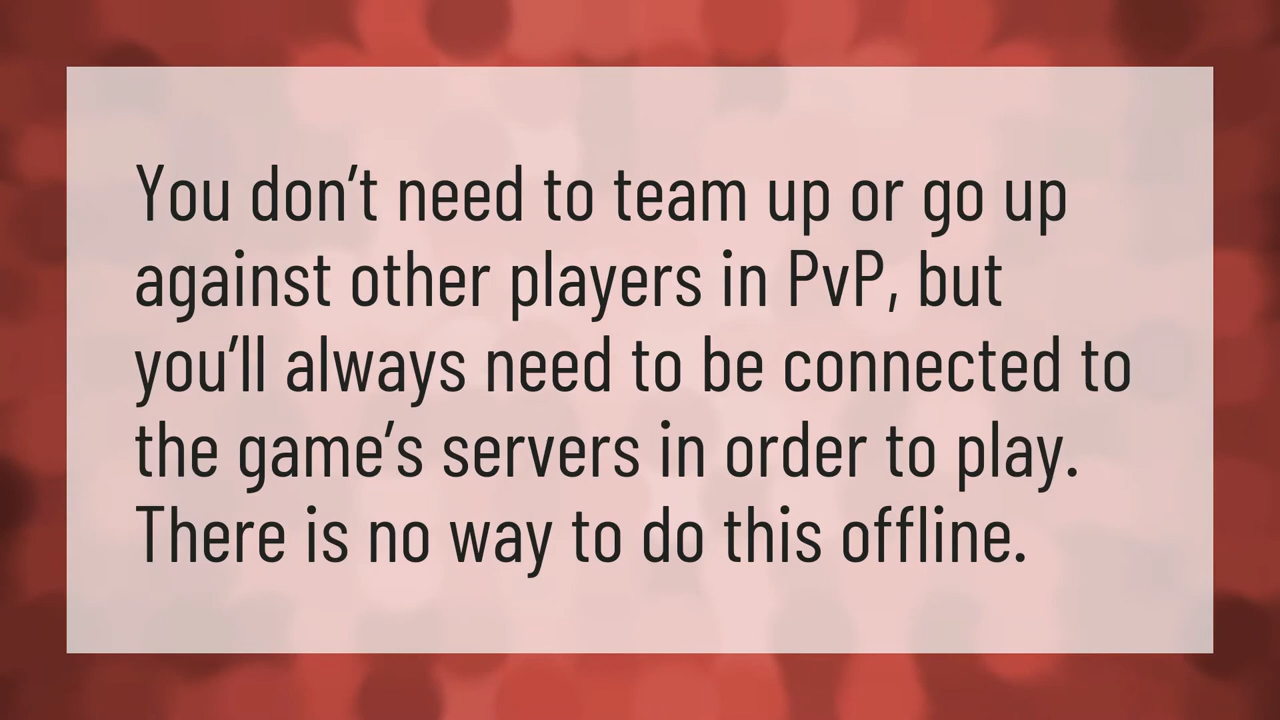 You don’t need to team up or go up
against other players in PvP, but
you’ll always need to be connected to
the game’s servers in order to play.
There is no way to do this offline.